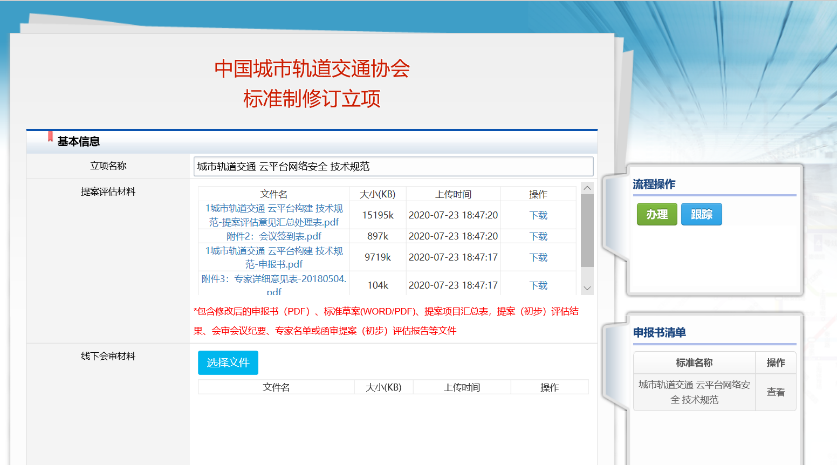 中国城市轨道交通协会
标准制修订立项
基本信息
立项名称 城市轨道交通 云平台网络安全 技术规范
提案评估材料
文件名 大小(KB) 上传时间 操作
1城市轨道交通 云平台构建 技术规
范-提案评估意见汇总处理表.pdf 15195k 2020-07-23 18:47:20 下载
附件2：会议签到表.pdf 897k 2020-07-23 18:47:20 下载
1城市轨道交通 云平台构建 技术规
范-申报书.pdf 9719k 2020-07-23 18:47:17 下载
附件3：专家详细意见表-20180504.
pdf 104k 2020-07-23 18:47:17 下载
*包含修改后的申报书（PDF）、标准草案(WORD/PDF)、提案项目汇总表，提案（初步）评估结
果、会审会议纪要、专家名单或函审提案（初步）评估报告等文件
线下会审材料
选择文件
文件名 大小(KB) 上传时间 操作
流程操作
办理 跟踪
申报书清单
标准名称 操作
城市轨道交通 云平台网络安
全 技术规范 查看